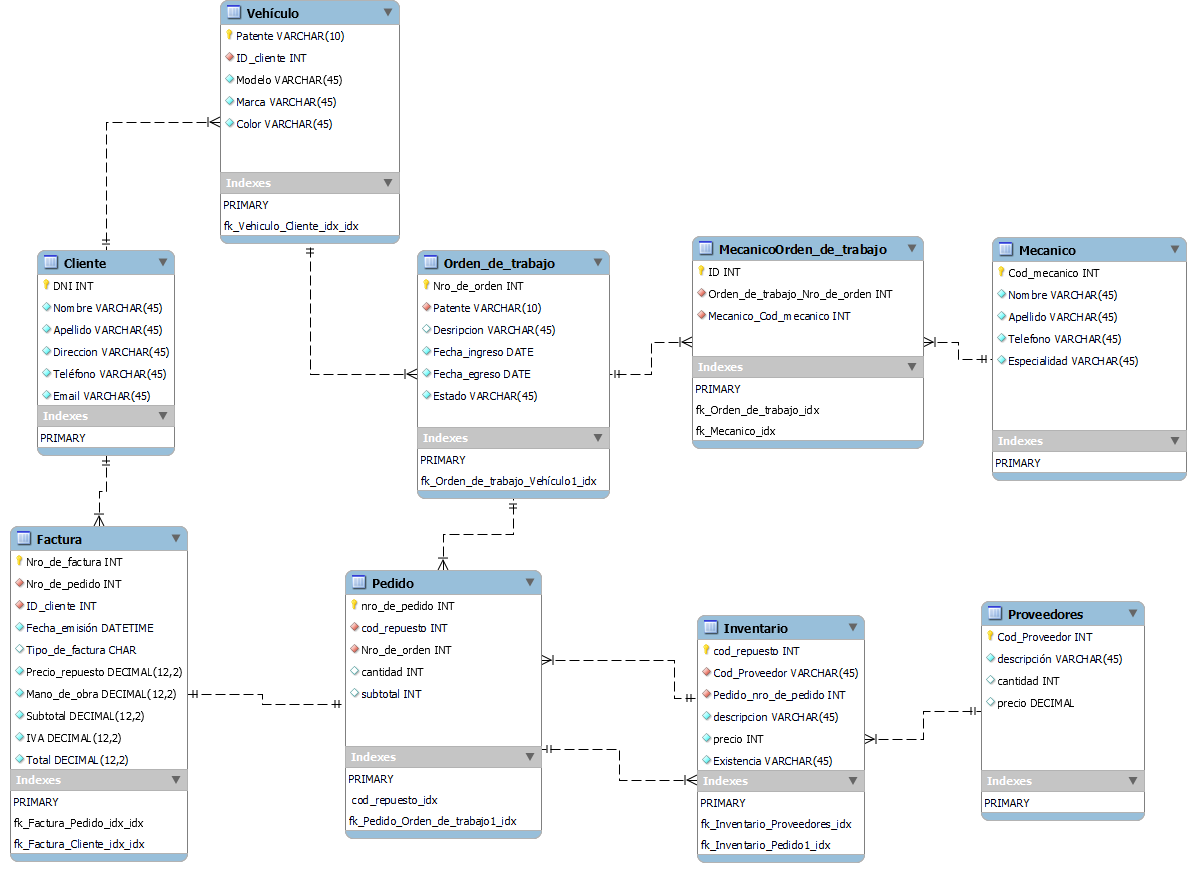 Vehículo
Patente VARCHAR(10)
ID_cliente INT
Modelo VARCHAR(45)
Marca VARCHAR(45)
Color VARCHAR(45)
Indexes
PRIMARY
fk_Vehiculo_Cliente_idx_idx
Cliente
DNI INT
Nombre VARCHAR(45)
Apellido VARCHAR(45)
Direccion VARCHAR(45)
Teléfono VARCHAR(45)
Email VARCHAR(45)
Indexes
PRIMARY
Orden_de_trabajo
Nro_de_orden INT
Patente VARCHAR(10)
Desripcion VARCHAR(45)
Fecha_ingreso DATE
Fecha_egreso DATE
Estado VARCHAR(45)
Indexes
PRIMARY
fk_Orden_de_trabajo_Vehículo1_idx
MecanicoOrden_de_trabajo
ID INT
Orden_de_trabajo_Nro_de_orden INT
Mecanico_Cod_mecanico INT
Indexes
PRIMARY
fk_Orden_de_trabajo_idx
fk_Mecanico_idx
Mecanico
Cod_mecanico INT
Nombre VARCHAR(45)
Apellido VARCHAR(45)
Telefono VARCHAR(45)
Especialidad VARCHAR(45)
Indexes
PRIMARY
Factura
Nro_de_factura INT
Nro_de_pedido INT
ID_cliente INT
Fecha_emisión DATETIME
Tipo_de_factura CHAR
Precio_repuesto DECIMAL(12,2)
Mano_de_obra DECIMAL(12,2)
Subtotal DECIMAL(12,2)
IVA DECIMAL(12,2)
Total DECIMAL(12,2)
Indexes
PRIMARY
fk_Factura_Pedido_idx_idx
fk_Factura_Cliente_idx_idx
Pedido
nro_de_pedido INT
cod_repuesto INT
Nro_de_orden INT
cantidad INT
subtotal INT
Indexes
PRIMARY
cod_repuesto_idx
fk_Pedido_Orden_de_trabajo1_idx
Inventario
cod_repuesto INT
Cod_Proveedor VARCHAR(45)
Pedido_nro_de_pedido INT
descripcion VARCHAR(45)
precio INT
Existencia VARCHAR(45)
Indexes
PRIMARY
fk_Inventario_Proveedores_idx
fk_Inventario_Pedido1_idx
Proveedores
Cod_Proveedor INT
descripción VARCHAR(45)
cantidad INT
precio DECIMAL
Indexes
PRIMARY